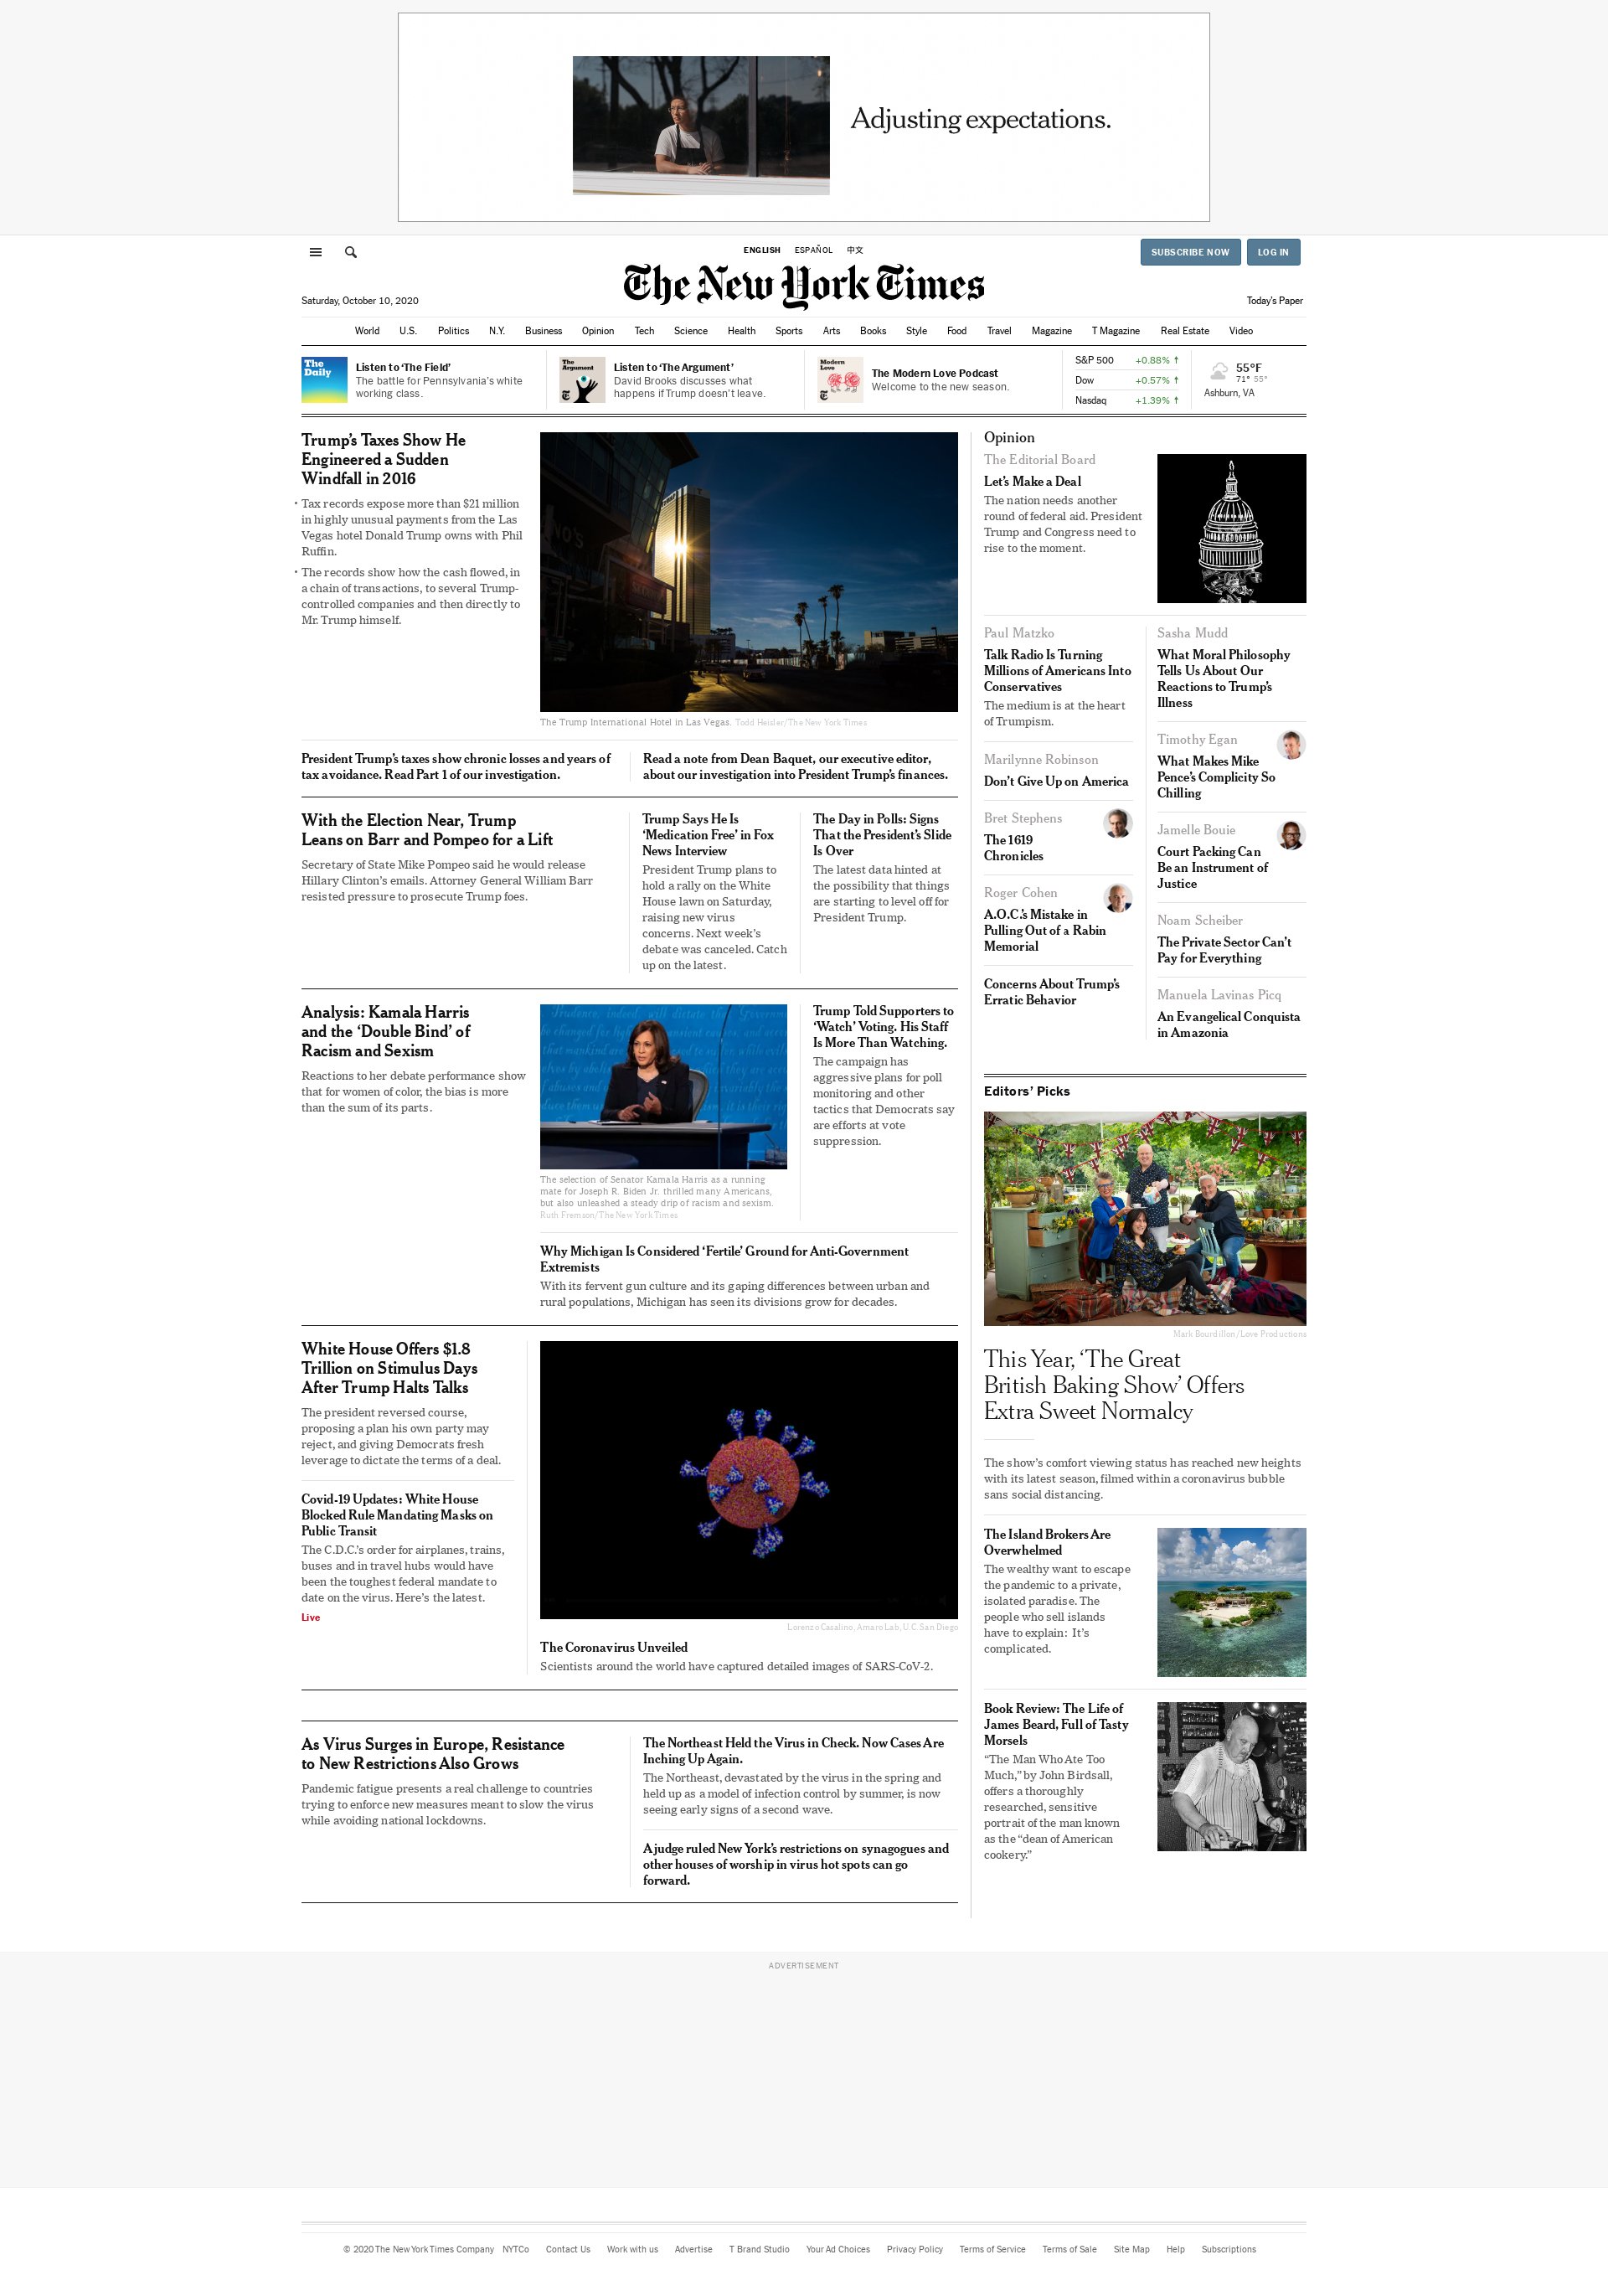 Adjusting expectations.
ENGLISH ESPAÑOL 中文
SUBSCRIBE NOW LOG IN
The New York Times
Saturday, October 10, 2020
Today's Paper
World U.S. Politics N.Y. Business Opinion Tech Science Health Sports Arts Books Style Food Travel Magazine T Magazine Real Estate Video
The
Daily
Listen to ‘The Field’
The battle for Pennsylvania's white
working class.
The
Argument
Listen to ‘The Argument’
David Brooks discusses what
happens if Trump doesn't leave.
Modern
Love
The Modern Love Podcast
Welcome to the new season.
S&P 500 +0.88% ↑
Dow +0.57% ↑
Nasdaq +1.39% ↑
55°F
71° 55°
Ashburn, VA
Trump’s Taxes Show He
Engineered a Sudden
Windfall in 2016
• Tax records expose more than $21 million
in highly unusual payments from the Las
Vegas hotel Donald Trump owns with Phil
Ruffin.
• The records show how the cash flowed, in
a chain of transactions, to several Trump-
controlled companies and then directly to
Mr. Trump himself.
The Trump International Hotel in Las Vegas. Todd Heisler/The New York Times
President Trump’s taxes show chronic losses and years of
tax avoidance. Read Part 1 of our investigation.
Read a note from Dean Baquet, our executive editor,
about our investigation into President Trump’s finances.
With the Election Near, Trump
Leans on Barr and Pompeo for a Lift
Secretary of State Mike Pompeo said he would release
Hillary Clinton’s emails. Attorney General William Barr
resisted pressure to prosecute Trump foes.
Trump Says He Is
‘Medication Free’ in Fox
News Interview
President Trump plans to
hold a rally on the White
House lawn on Saturday,
raising new virus
concerns. Next week’s
debate was canceled. Catch
up on the latest.
The Day in Polls: Signs
That the President’s Slide
Is Over
The latest data hinted at
the possibility that things
are starting to level off for
President Trump.
Analysis: Kamala Harris
and the ‘Double Bind’ of
Racism and Sexism
Reactions to her debate performance show
that for women of color, the bias is more
than the sum of its parts.
The selection of Senator Kamala Harris as a running
mate for Joseph R. Biden Jr. thrilled many Americans,
but also unleashed a steady drip of racism and sexism.
Ruth Fremson/The New York Times
Trump Told Supporters to
‘Watch’ Voting. His Staff
Is More Than Watching.
The campaign has
aggressive plans for poll
monitoring and other
tactics that Democrats say
are efforts at vote
suppression.
Why Michigan Is Considered ‘Fertile’ Ground for Anti-Government
Extremists
With its fervent gun culture and its gaping differences between urban and
rural populations, Michigan has seen its divisions grow for decades.
White House Offers $1.8
Trillion on Stimulus Days
After Trump Halts Talks
The president reversed course,
proposing a plan his own party may
reject, and giving Democrats fresh
leverage to dictate the terms of a deal.
Covid-19 Updates: White House
Blocked Rule Mandating Masks on
Public Transit
The C.D.C.’s order for airplanes, trains,
buses and in travel hubs would have
been the toughest federal mandate to
date on the virus. Here’s the latest.
Live
Lorenzo Casalino, Amaro Lab, U.C. San Diego
The Coronavirus Unveiled
Scientists around the world have captured detailed images of SARS-CoV-2.
As Virus Surges in Europe, Resistance
to New Restrictions Also Grows
Pandemic fatigue presents a real challenge to countries
trying to enforce new measures meant to slow the virus
while avoiding national lockdowns.
The Northeast Held the Virus in Check. Now Cases Are
Inching Up Again.
The Northeast, devastated by the virus in the spring and
held up as a model of infection control by summer, is now
seeing early signs of a second wave.
A judge ruled New York’s restrictions on synagogues and
other houses of worship in virus hot spots can go
forward.
Opinion
The Editorial Board
Let’s Make a Deal
The nation needs another
round of federal aid. President
Trump and Congress need to
rise to the moment.
Paul Matzko
Talk Radio Is Turning
Millions of Americans Into
Conservatives
The medium is at the heart
of Trumpism.
Marilynne Robinson
Don’t Give Up on America
Bret Stephens
The 1619
Chronicles
Roger Cohen
A.O.C.’s Mistake in
Pulling Out of a Rabin
Memorial
Concerns About Trump’s
Erratic Behavior
Sasha Mudd
What Moral Philosophy
Tells Us About Our
Reactions to Trump’s
Illness
Timothy Egan
What Makes Mike
Pence’s Complicity So
Chilling
Jamelle Bouie
Court Packing Can
Be an Instrument of
Justice
Noam Scheiber
The Private Sector Can’t
Pay for Everything
Manuela Lavinas Picq
An Evangelical Conquista
in Amazonia
Editors’ Picks
Mark Bourdillon/Love Productions
This Year, ‘The Great
British Baking Show’ Offers
Extra Sweet Normalcy
The show’s comfort viewing status has reached new heights
with its latest season, filmed within a coronavirus bubble
sans social distancing.
The Island Brokers Are
Overwhelmed
The wealthy want to escape
the pandemic to a private,
isolated paradise. The
people who sell islands
have to explain: It’s
complicated.
Book Review: The Life of
James Beard, Full of Tasty
Morsels
“The Man Who Ate Too
Much,” by John Birdsall,
offers a thoroughly
researched, sensitive
portrait of the man known
as the “dean of American
cookery.”
ADVERTISEMENT
© 2020 The New York Times Company NYTCo Contact Us Work with us Advertise T Brand Studio Your Ad Choices Privacy Policy Terms of Service Terms of Sale Site Map Help Subscriptions